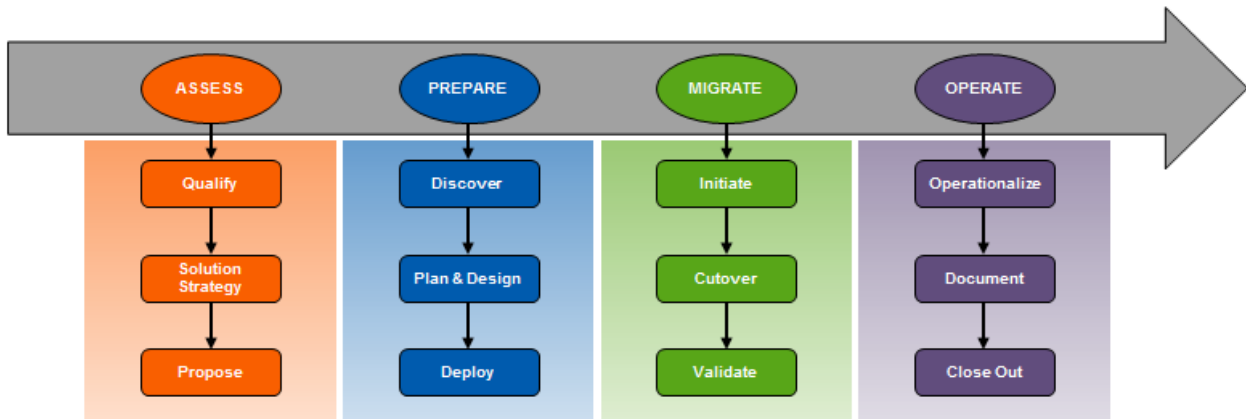 ASSESS
PREPARE
MIGRATE
OPERATE
Qualify
Discover
Initiate
Operationalize
Solution
Strategy
Plan & Design
Cutover
Document
Propose
Deploy
Validate
Close Out